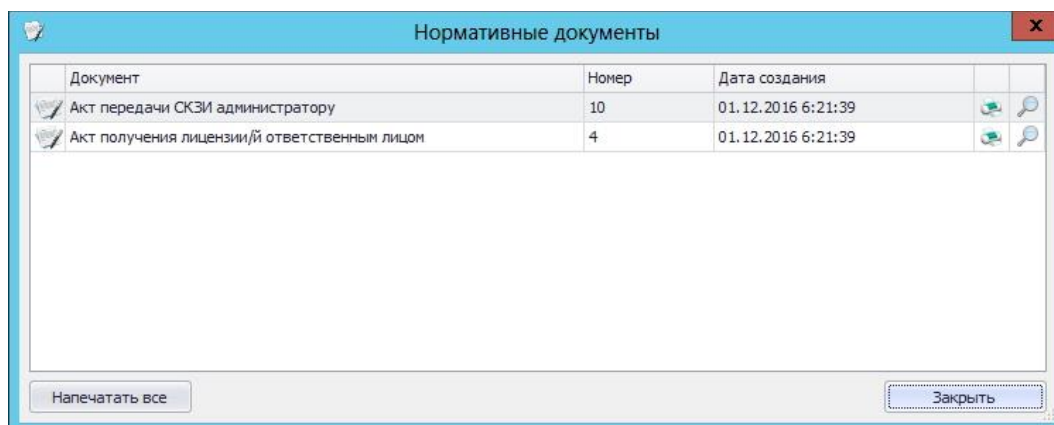 Нормативные документы
x
Документ Номер Дата создания
Акт передачи СКЗИ администратору 10 01.12.2016 6:21:39
Акт получения лицензии/й ответственным лицом 4 01.12.2016 6:21:39
Напечатать все Закрыть